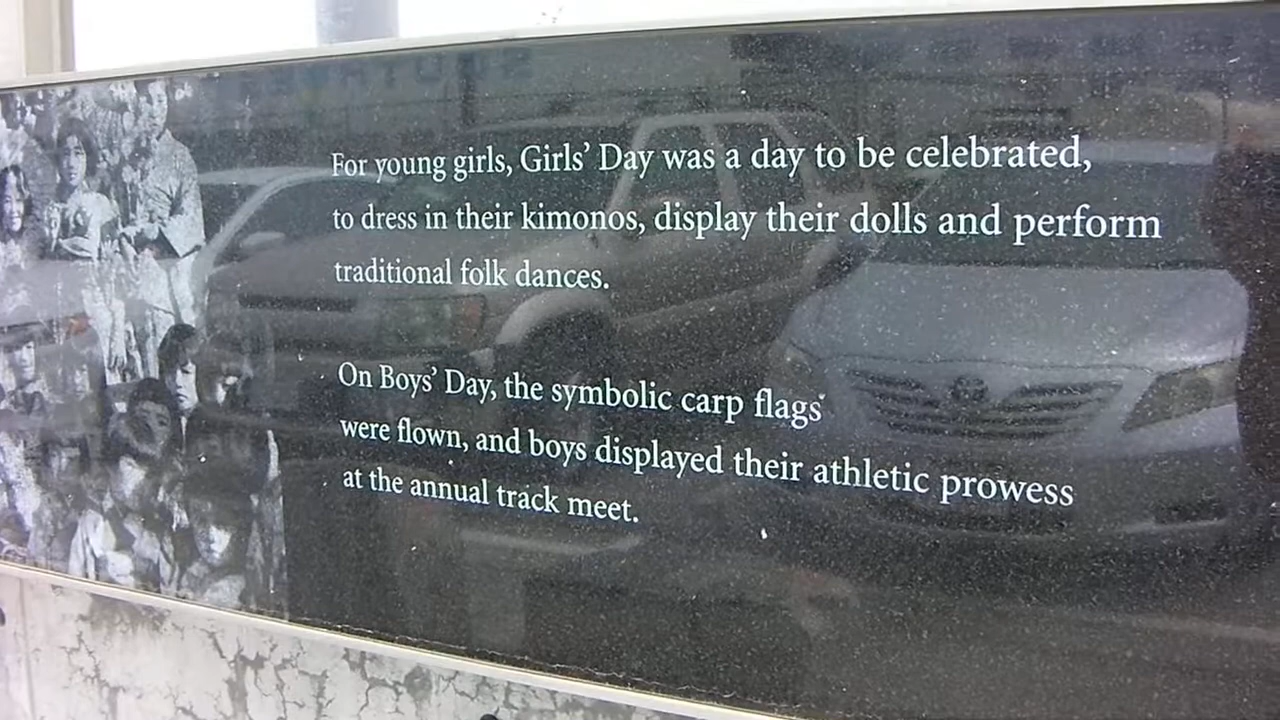 For young girls, Girls’ Day was a day to be celebrated,
to dress in their kimonos, display their dolls and perform
traditional folk dances.
On Boys’ Day, the symbolic carp flags
were flown, and boys displayed their athletic prowess
at the annual track meet.